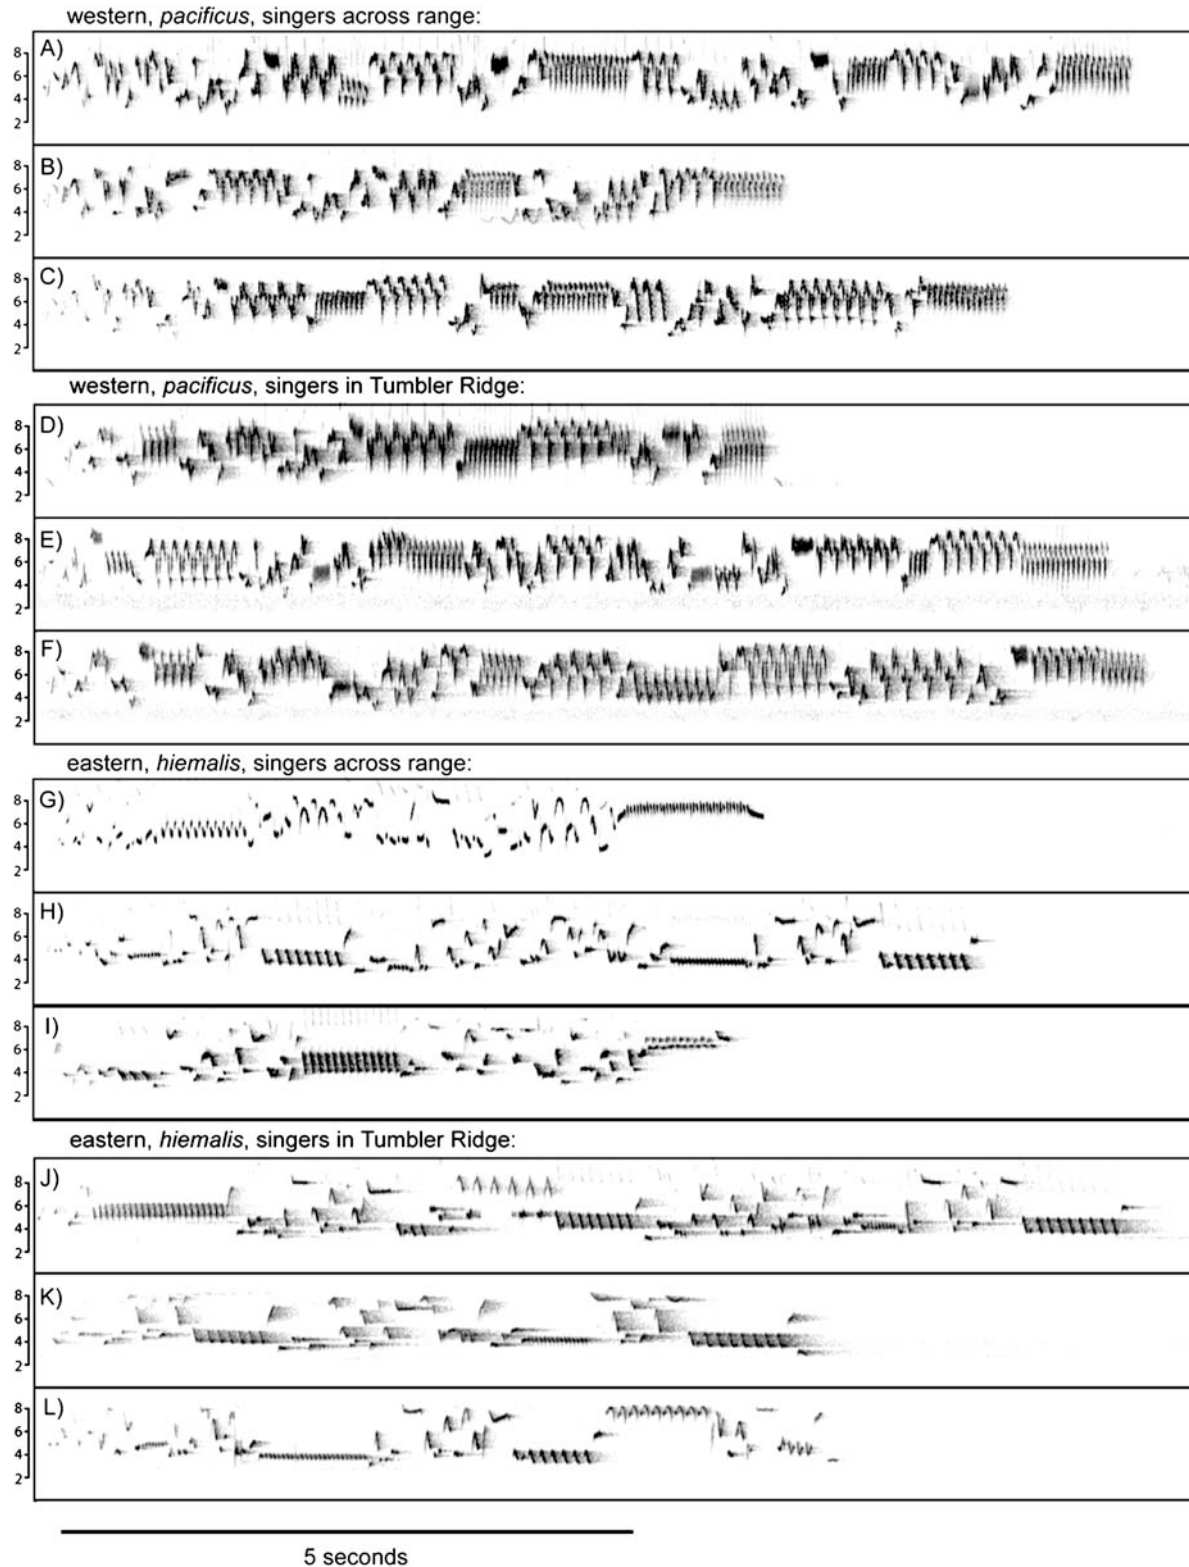 western, pacificus, singers across range:
A)
8
6
4
2
B)
8
6
4
2
C)
8
6
4
2
western, pacificus, singers in Tumbler Ridge:
D)
8
6
4
2
E)
8
6
4
2
F)
8
6
4
2
eastern, hiemalis, singers across range:
G)
8
6
4
2
H)
8
6
4
2
I)
8
6
4
2
eastern, hiemalis, singers in Tumbler Ridge:
J)
8
6
4
2
K)
8
6
4
2
L)
8
6
4
2
5 seconds